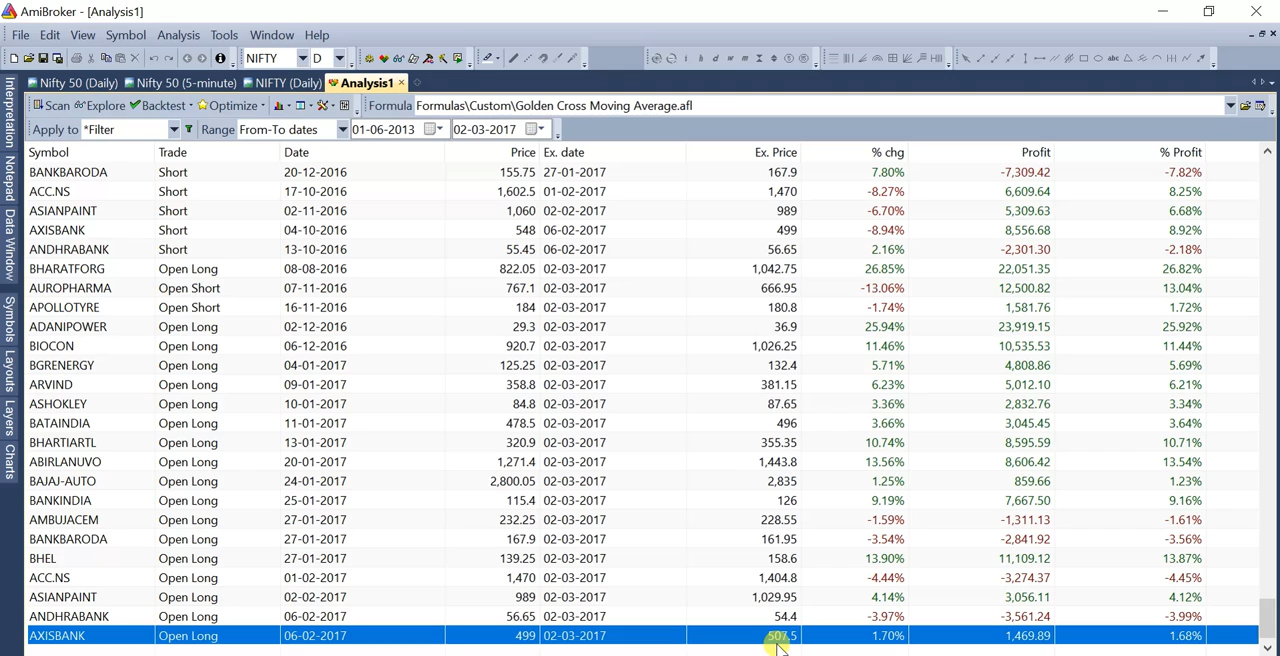 AmiBroker - [Analysis1]
File Edit View Symbol Analysis Tools Window Help
NIFTY D
Nifty 50 (Daily) Nifty 50 (5-minute) NIFTY (Daily) Analysis1
Scan Explore Backtest Optimize Formula Formulas\Custom\Golden Cross Moving Average.afl
Apply to *Filter Range From-To dates 01-06-2013 02-03-2017
Symbol Trade Date Price Ex. date Ex. Price % chg Profit % Profit
BANKBARODA Short 20-12-2016 155.75 27-01-2017 167.9 7.80% -7,309.42 -7.82%
ACC.NS Short 17-10-2016 1,602.5 01-02-2017 1,470 -8.27% 6,609.64 8.25%
ASIANPAINT Short 02-11-2016 1,060 02-02-2017 989 -6.70% 5,309.63 6.68%
AXISBANK Short 04-10-2016 548 06-02-2017 499 -8.94% 8,556.68 8.92%
ANDHRABANK Short 13-10-2016 55.45 06-02-2017 56.65 2.16% -2,301.30 -2.18%
BHARATFORG Open Long 08-08-2016 822.05 02-03-2017 1,042.75 26.85% 22,051.35 26.82%
AUROPHARMA Open Short 07-11-2016 767.1 02-03-2017 666.95 -13.06% 12,500.82 13.04%
APOLLOTYRE Open Short 16-11-2016 184 02-03-2017 180.8 -1.74% 1,581.76 1.72%
ADANIPOWER Open Long 02-12-2016 29.3 02-03-2017 36.9 25.94% 23,919.15 25.92%
BIOCON Open Long 06-12-2016 920.7 02-03-2017 1,026.25 11.46% 10,535.53 11.44%
BGRENERGY Open Long 04-01-2017 125.25 02-03-2017 132.4 5.71% 4,808.86 5.69%
ARVIND Open Long 09-01-2017 358.8 02-03-2017 381.15 6.23% 5,012.10 6.21%
ASHOKLEY Open Long 10-01-2017 84.8 02-03-2017 87.65 3.36% 2,832.76 3.34%
BATAINDIA Open Long 11-01-2017 478.5 02-03-2017 496 3.66% 3,045.45 3.64%
BHARTIARTL Open Long 13-01-2017 320.9 02-03-2017 355.35 10.74% 8,595.59 10.71%
ABIRLANUVO Open Long 20-01-2017 1,271.4 02-03-2017 1,443.8 13.56% 8,606.42 13.54%
BAJAJ-AUTO Open Long 24-01-2017 2,800.05 02-03-2017 2,835 1.25% 859.66 1.23%
BANKINDIA Open Long 25-01-2017 115.4 02-03-2017 126 9.19% 7,667.50 9.16%
AMBUJACEM Open Long 27-01-2017 232.25 02-03-2017 228.55 -1.59% -1,311.13 -1.61%
BANKBARODA Open Long 27-01-2017 167.9 02-03-2017 161.95 -3.54% -2,841.92 -3.56%
BHEL Open Long 27-01-2017 139.25 02-03-2017 158.6 13.90% 11,109.12 13.87%
ACC.NS Open Long 01-02-2017 1,470 02-03-2017 1,404.8 -4.44% -3,274.37 -4.45%
ASIANPAINT Open Long 02-02-2017 989 02-03-2017 1,029.95 4.14% 3,056.11 4.12%
ANDHRABANK Open Long 06-02-2017 56.65 02-03-2017 54.4 -3.97% -3,561.24 -3.99%
AXISBANK Open Long 06-02-2017 499 02-03-2017 507.5 1.70% 1,469.89 1.68%
Interpretation
Notepad
Data Window
Symbols
Layouts
Layers
Charts